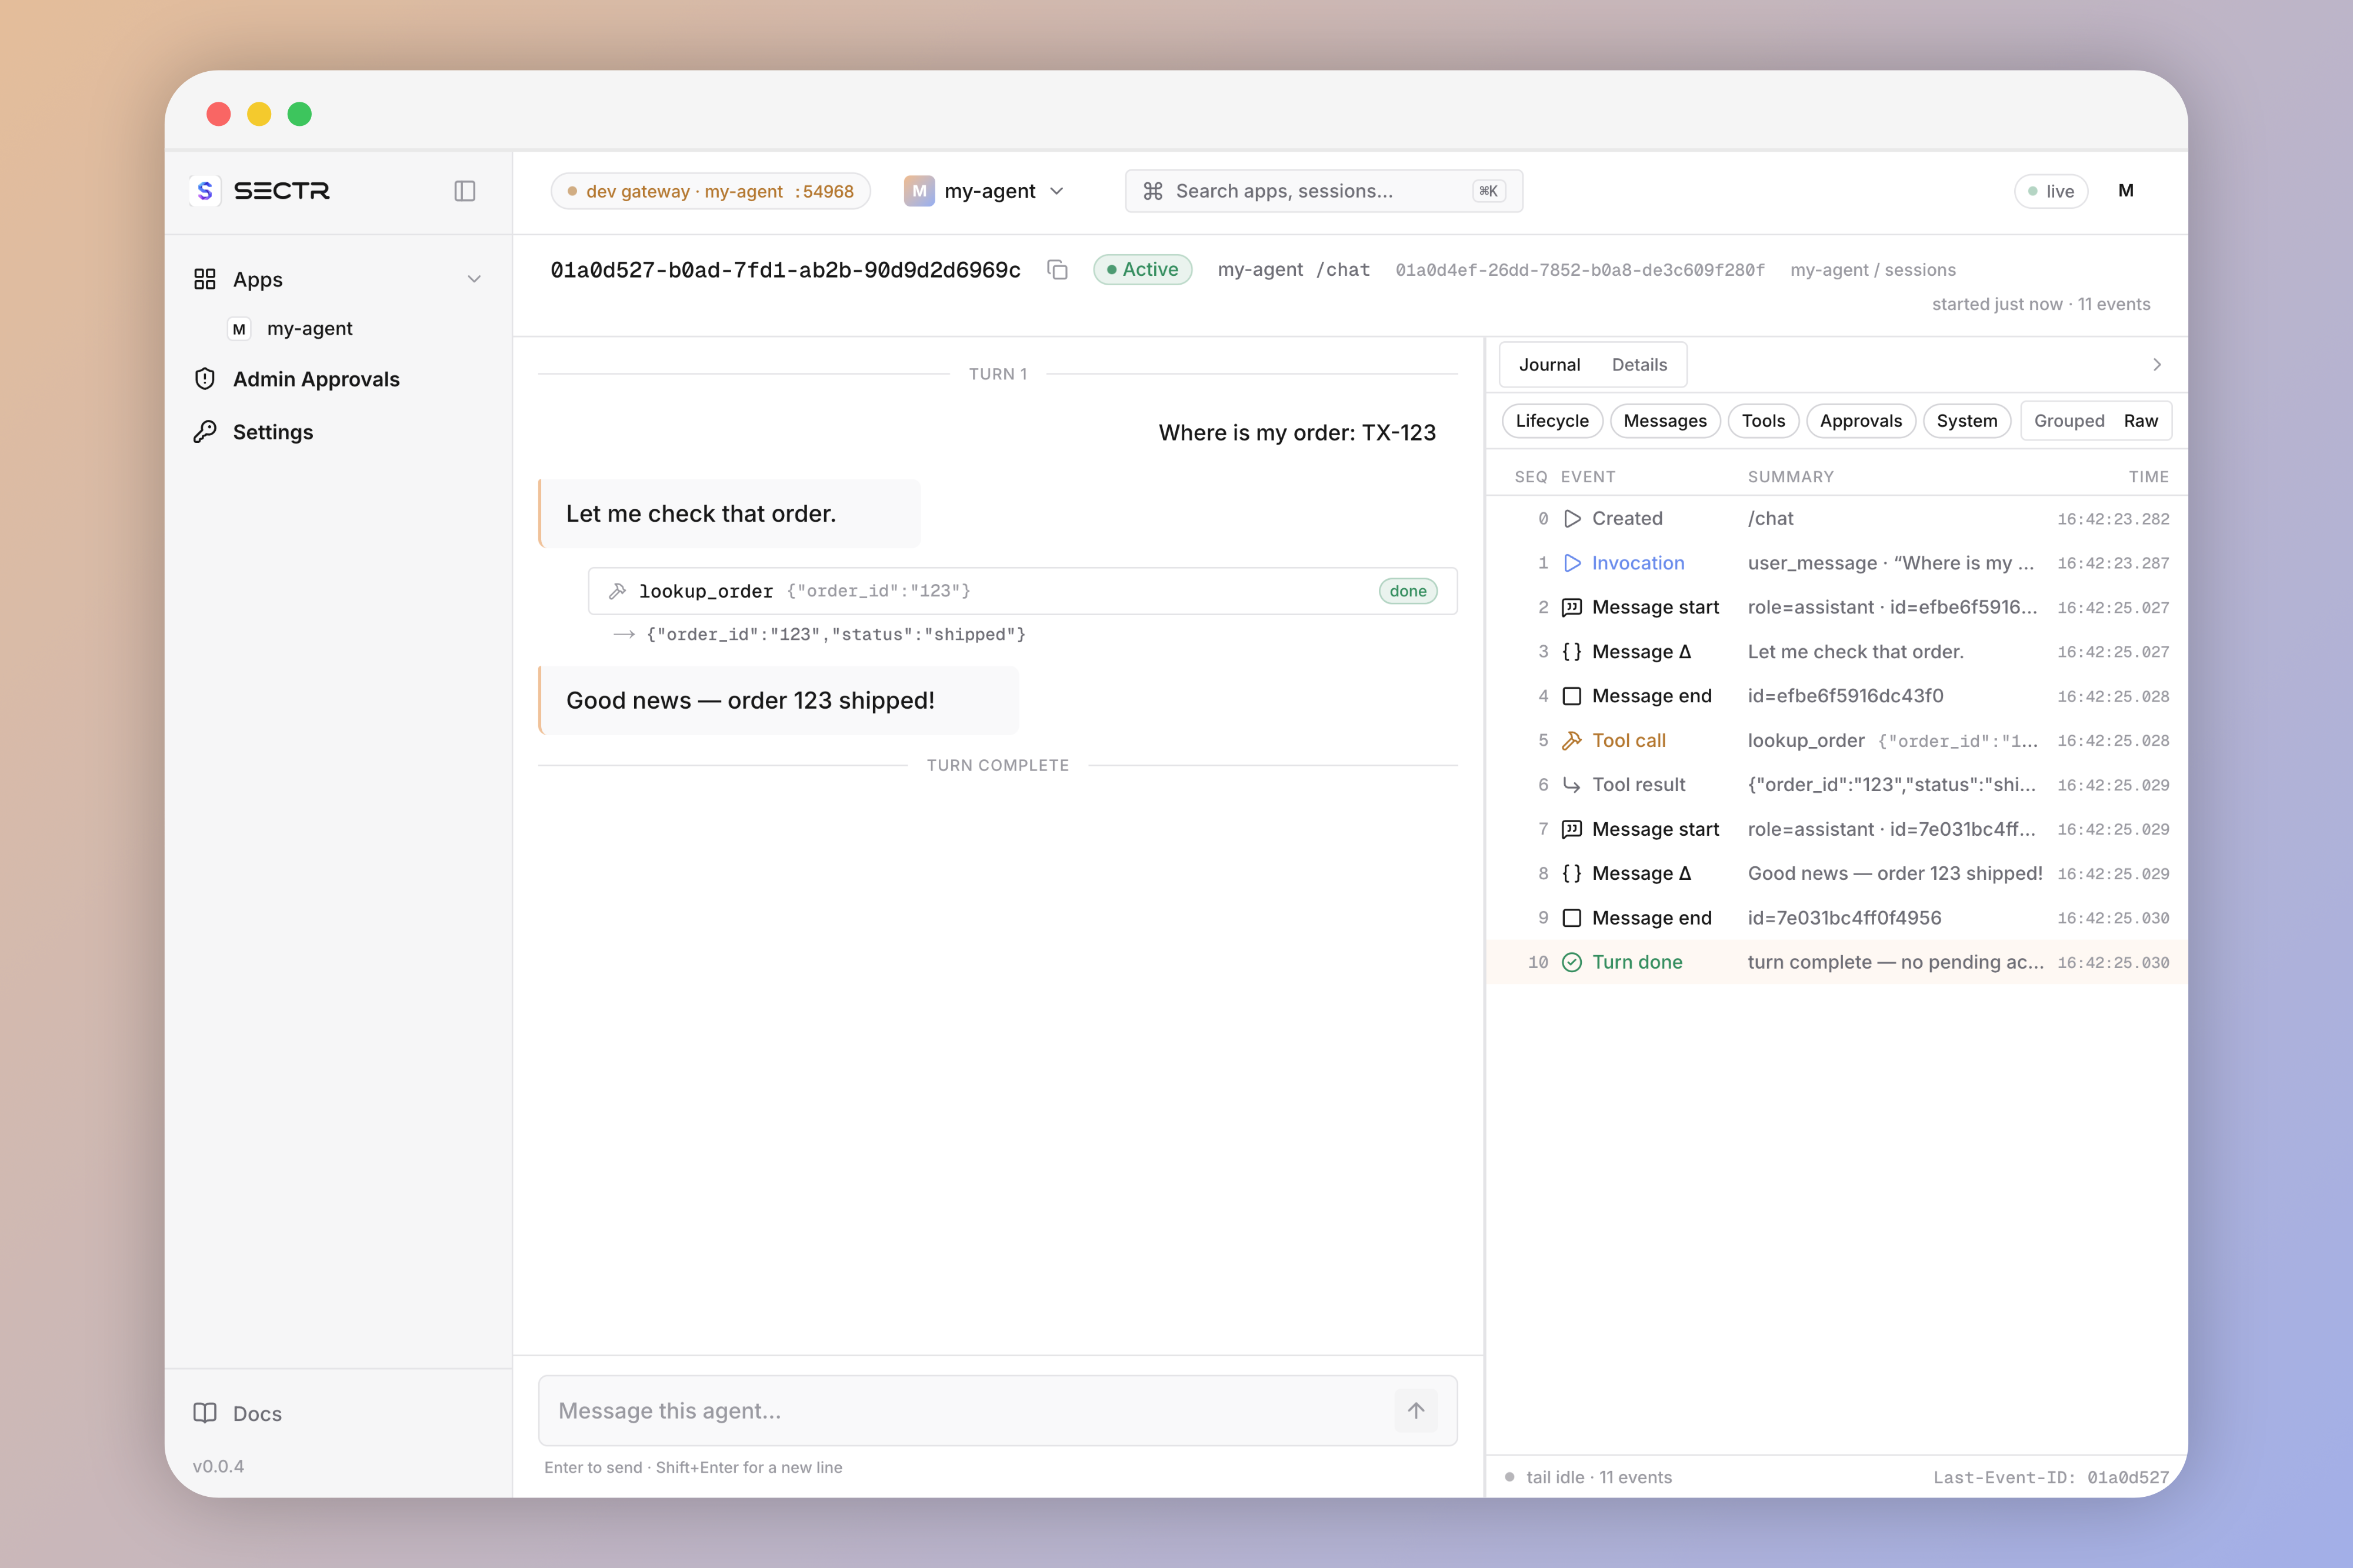 SECTR
dev gateway · my-agent :54968
M my-agent
Search apps, sessions... ⌘K
live
M
Apps
M my-agent
Admin Approvals
Settings
Docs
v0.0.4
01a0d527-b0ad-7fd1-ab2b-90d9d2d6969c Active my-agent /chat 01a0d4ef-26dd-7852-b0a8-de3c609f280f my-agent / sessions
started just now · 11 events
TURN 1
Where is my order: TX-123
Let me check that order.
lookup_order {"order_id":"123"} done
→ {"order_id":"123","status":"shipped"}
Good news — order 123 shipped!
TURN COMPLETE
Message this agent...
Enter to send · Shift+Enter for a new line
Journal Details
Lifecycle Messages Tools Approvals System Grouped Raw
SEQ EVENT SUMMARY TIME
0 Created /chat 16:42:23.282
1 Invocation user_message · “Where is my ... 16:42:23.287
2 Message start role=assistant · id=efbe6f5916... 16:42:25.027
3 {} Message Δ Let me check that order. 16:42:25.027
4 Message end id=efbe6f5916dc43f0 16:42:25.028
5 Tool call lookup_order {"order_id":"1... 16:42:25.028
6 Tool result {"order_id":"123","status":"shi... 16:42:25.029
7 Message start role=assistant · id=7e031bc4ff... 16:42:25.029
8 {} Message Δ Good news — order 123 shipped! 16:42:25.029
9 Message end id=7e031bc4ff0f4956 16:42:25.030
10 Turn done turn complete — no pending ac... 16:42:25.030
tail idle · 11 events Last-Event-ID: 01a0d527